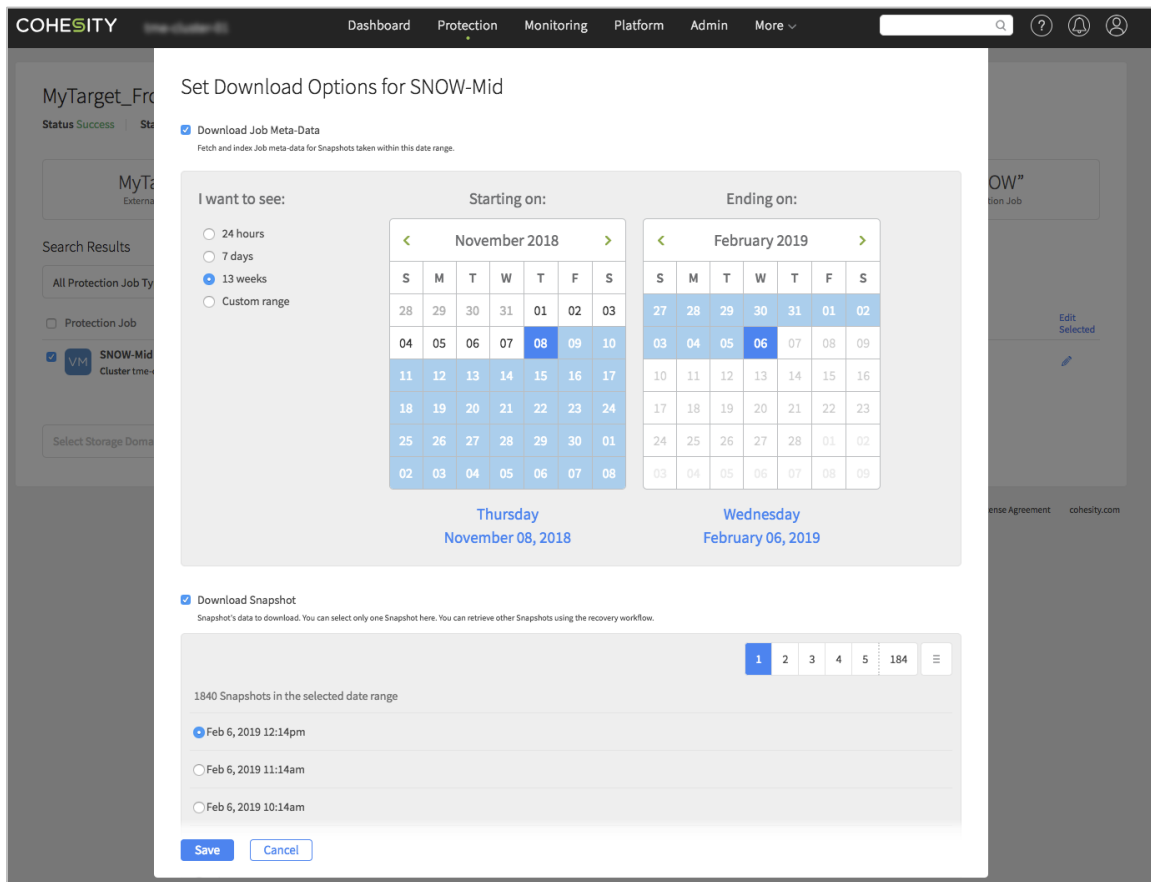 COHESITY Dashboard Protection Monitoring Platform Admin More
Set Download Options for SNOW-Mid
MyTarget_Fro
Status Success Sta
Download Job Meta-Data
Fetch and index Job meta-data for Snapshots taken within this date range.
MyTa
Externa
OW”
tion Job
I want to see:
24 hours
7 days
13 weeks
Custom range
Starting on:
November 2018
S M T W T F S
28 29 30 31 01 02 03
04 05 06 07 08 09 10
11 12 13 14 15 16 17
18 19 20 21 22 23 24
25 26 27 28 29 30 01
02 03 04 05 06 07 08
Thursday
November 08, 2018
Ending on:
February 2019
S M T W T F S
27 28 29 30 31 01 02
03 04 05 06 07 08 09
10 11 12 13 14 15 16
17 18 19 20 21 22 23
24 25 26 27 28 01 02
03 04 05 06 07 08 09
Wednesday
February 06, 2019
Search Results
All Protection Job Ty
Protection Job
Edit
Selected
SNOW-Mid
VM
Cluster tme-
Select Storage Doma
ense Agreement cohesity.com
Download Snapshot
Snapshot's data to download. You can select only one Snapshot here. You can retrieve other Snapshots using the recovery workflow.
1 2 3 4 5 184
1840 Snapshots in the selected date range
Feb 6, 2019 12:14pm
Feb 6, 2019 11:14am
Feb 6, 2019 10:14am
Save Cancel